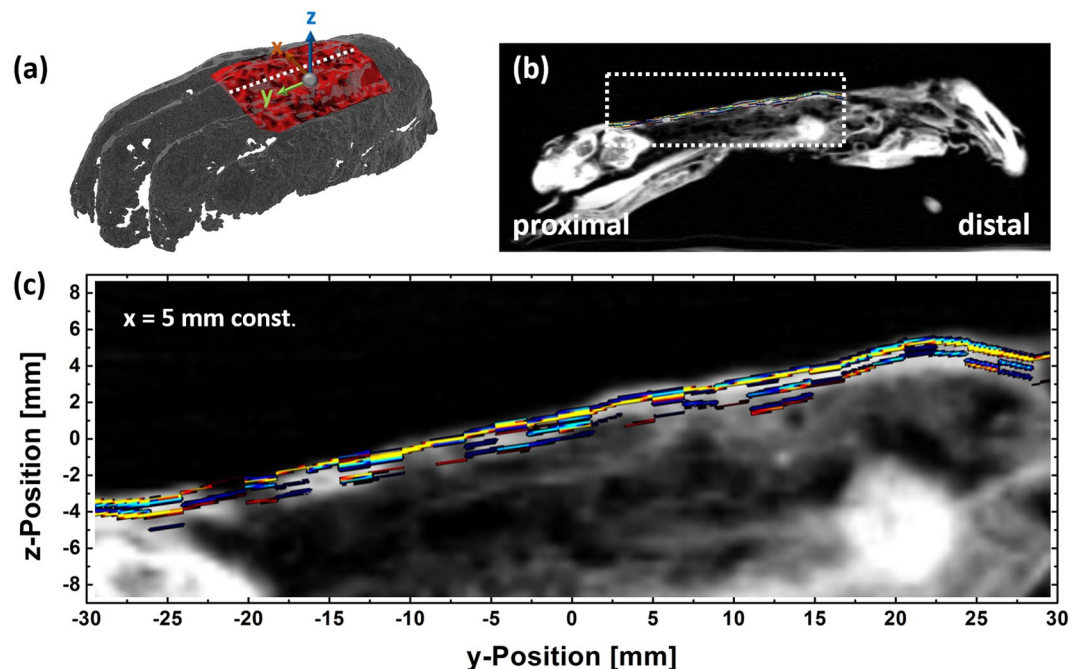 (a)
z
x
y
(b)
proximal
distal
(c)
x = 5 mm const.
z-Position [mm]
8
6
4
2
0
-2
-4
-6
-8
-30 -25 -20 -15 -10 -5 0 5 10 15 20 25 30
y-Position [mm]